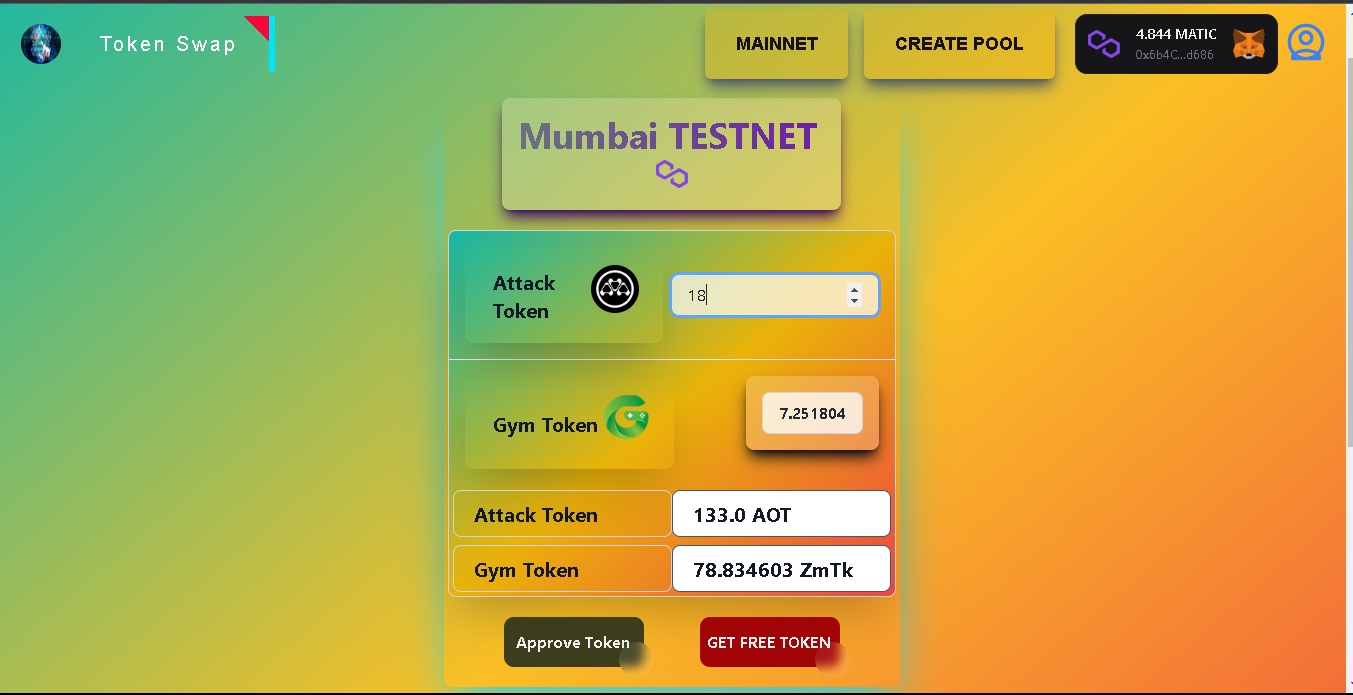 Token Swap
MAINNET
CREATE POOL
4.844 MATIC
0x6b4C...d686
Mumbai TESTNET
Attack
Token
18
Gym Token
7.251804
Attack Token
133.0 AOT
Gym Token
78.834603 ZmTk
Approve Token
GET FREE TOKEN